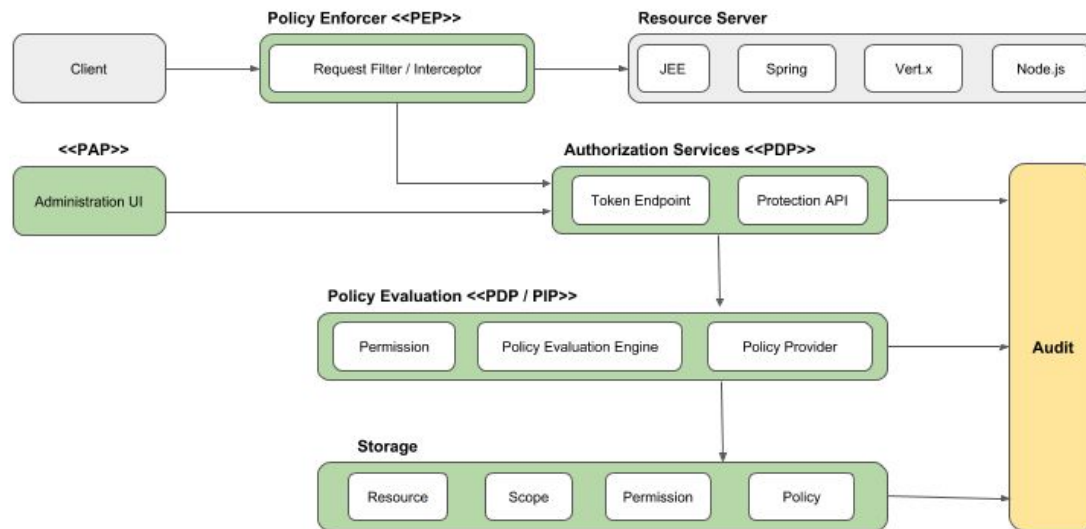 Policy Enforcer <<PEP>>
Resource Server
Client
Request Filter / Interceptor
JEE
Spring
Vert.x
Node.js
<<PAP>>
Authorization Services <<PDP>>
Administration UI
Token Endpoint
Protection API
Policy Evaluation <<PDP / PIP>>
Permission
Policy Evaluation Engine
Policy Provider
Audit
Storage
Resource
Scope
Permission
Policy